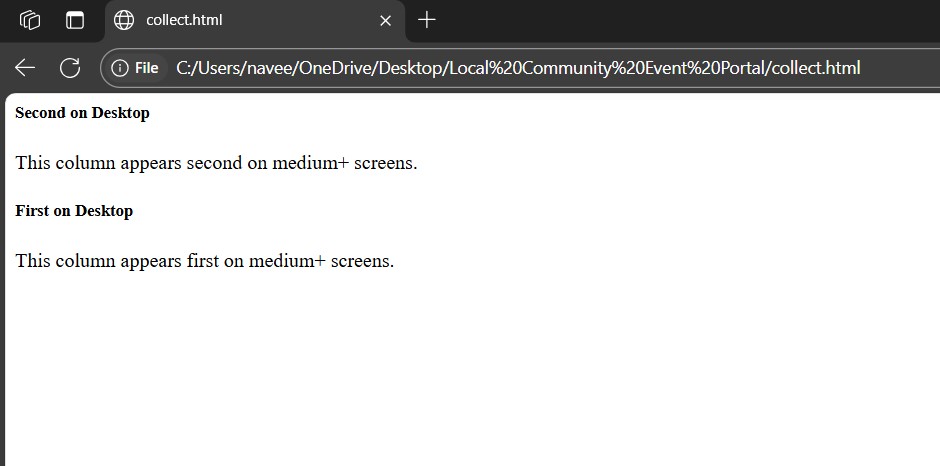 collect.html
File C:/Users/navee/OneDrive/Desktop/Local%20Community%20Event%20Portal/collect.html
Second on Desktop
This column appears second on medium+ screens.
First on Desktop
This column appears first on medium+ screens.